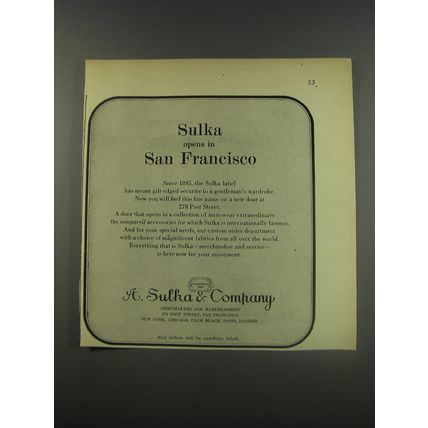 53
Sulka
opens in
San Francisco
Since 1895, the Sulka label
has meant gilt-edged security to a gentleman's wardrobe.
Now you will find this fine name on a new door at
278 Post Street.
A door that opens to a collection of menswear extraordinaire . . .
the nonpareil accessories for which Sulka is internationally famous.
And for your special needs, our custom order department
with a choice of magnificent fabrics from all over the world.
Everything that is Sulka – merchandise and service –
is here now for your enjoyment.
A. Sulka & Company
SHIRTMAKERS AND HABERDASHERS
278 POST STREET, SAN FRANCISCO
NEW YORK, CHICAGO, PALM BEACH, PARIS, LONDON
Mail orders will be carefully filled.